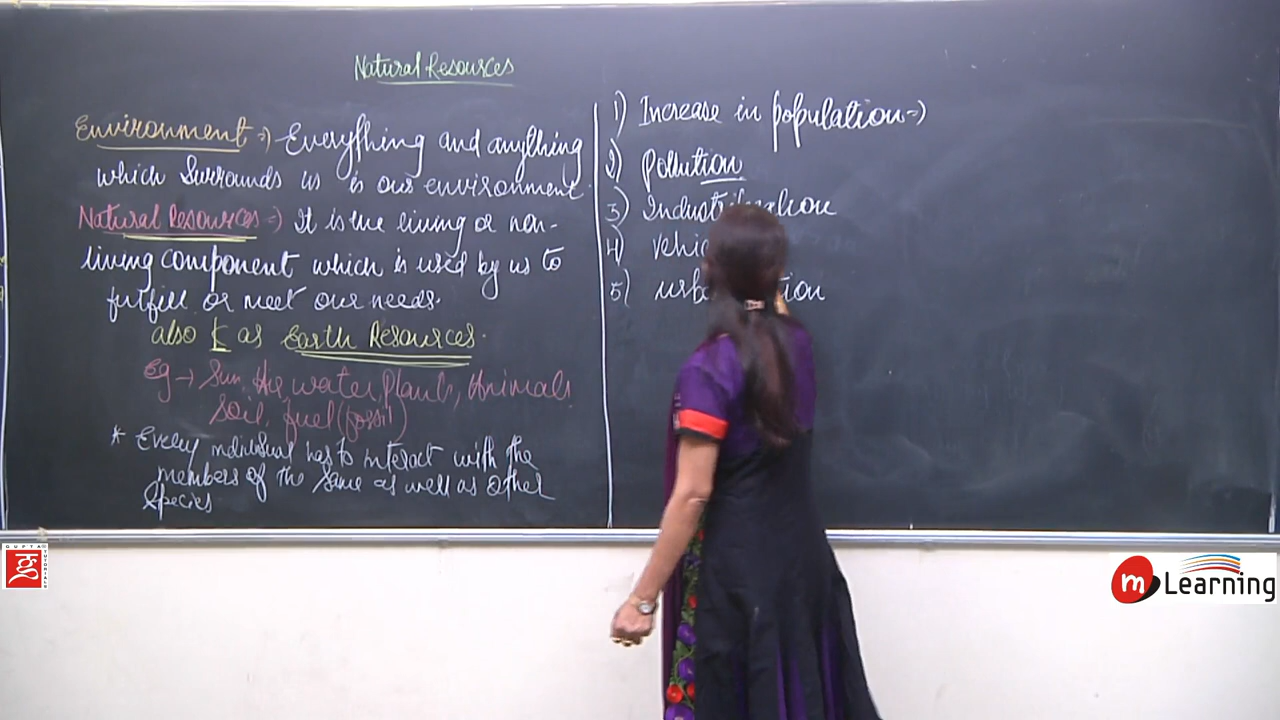 Natural Resources
Environment => Everything and anything
which Surrounds us is our environment.
Natural Resources => It is the living or non-
living component which is used by us to
fulfill or meet our needs.
also K as Earth Resources.
Eg -> Sun, Air, water, Plants, Animals
Soil, fuel (fossil)
* Every individual has to interact with the
members of the same as well as other
Species
1) Increase in population =>
2) Pollution
3)
4)
5)
GUPTA TUTORIALS
m Learning